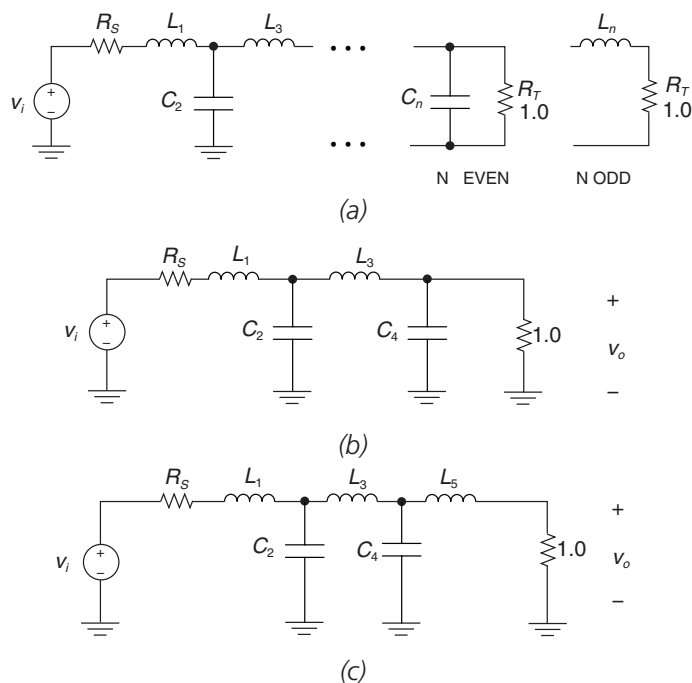 R_S L_1 L_3 L_n
• • •
v_i + − C_2 C_n R_T 1.0 R_T 1.0
• • •
N EVEN N ODD
(a)
R_S L_1 L_3
v_i + − C_2 C_4 1.0 + v_o −
(b)
R_S L_1 L_3 L_5
v_i + − C_2 C_4 1.0 + v_o −
(c)